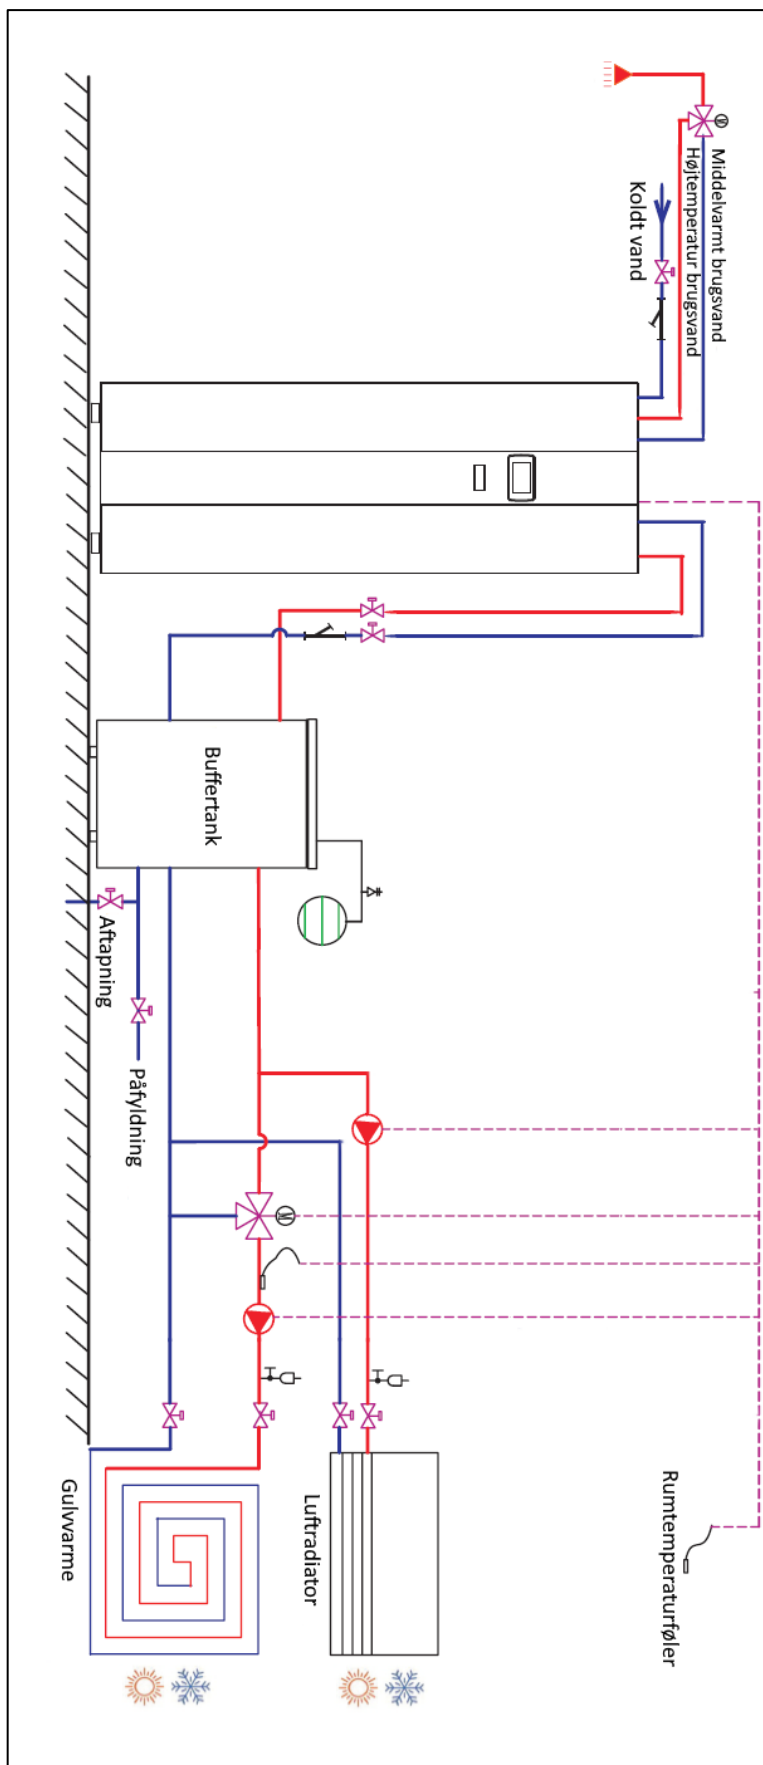 Middelvarmt brugsvand
Højtemperatur brugsvand
Koldt vand
M
Buffertank
Aftapning
Påfyldning
M
Gulvvarme
Luftradiator
Rumtemperaturføler